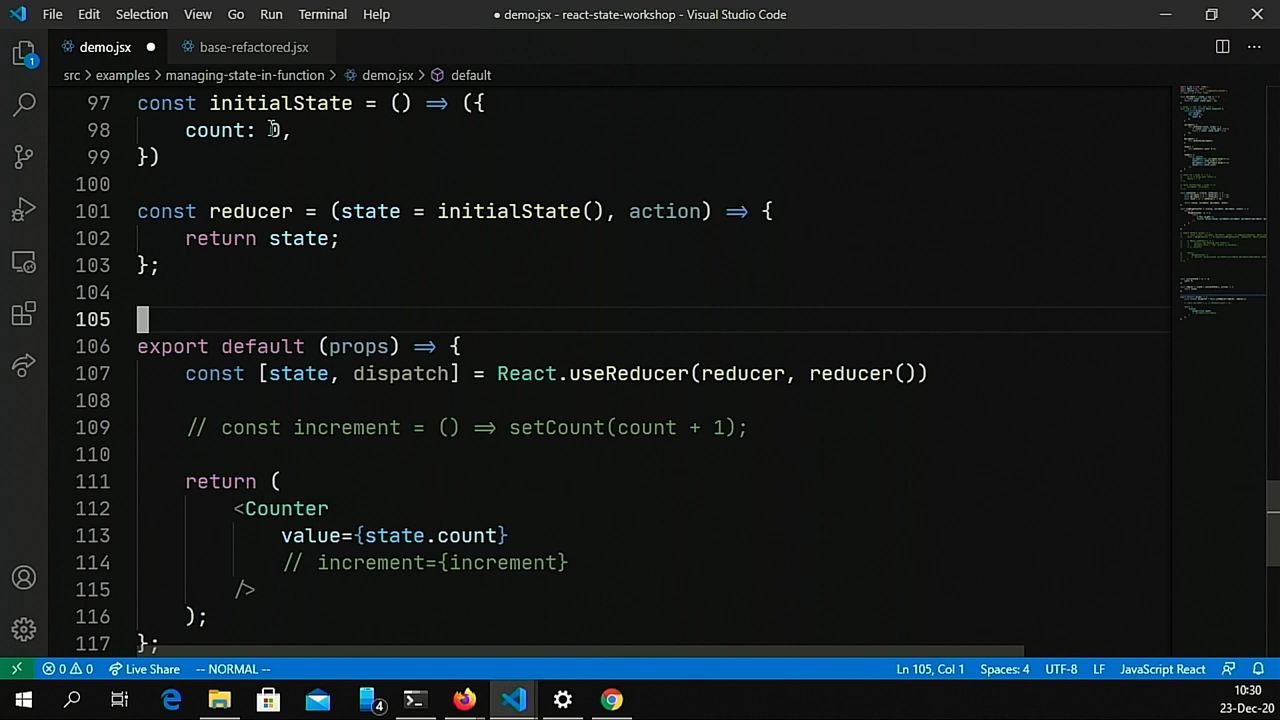 File Edit Selection View Go Run Terminal Help
● demo.jsx - react-state-workshop - Visual Studio Code
demo.jsx ●
base-refactored.jsx
src > examples > managing-state-in-function > demo.jsx > default
97 const initialState = () => ({
98 count: 0,
99 })
100
101 const reducer = (state = initialState(), action) => {
102 return state;
103 };
104
105
106 export default (props) => {
107 const [state, dispatch] = React.useReducer(reducer, reducer())
108
109 // const increment = () => setCount(count + 1);
110
111 return (
112 <Counter
113 value={state.count}
114 // increment={increment}
115 />
116 );
117 };
1
0 0 Live Share -- NORMAL -- Ln 105, Col 1 Spaces: 4 UTF-8 LF JavaScript React
4
10:30
23-Dec-20